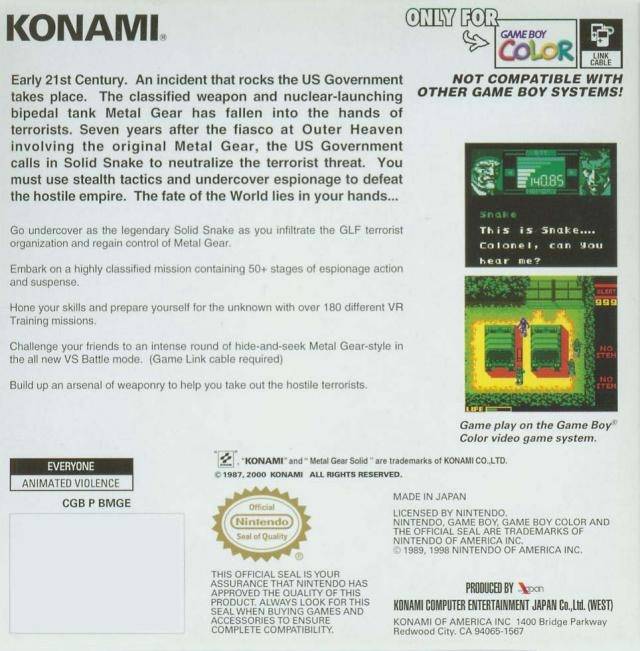 KONAMI®
ONLY FOR
GAME BOY
COLOR
LINK
CABLE
NOT COMPATIBLE WITH
OTHER GAME BOY SYSTEMS!
Early 21st Century. An incident that rocks the US Government
takes place. The classified weapon and nuclear-launching
bipedal tank Metal Gear has fallen into the hands of
terrorists. Seven years after the fiasco at Outer Heaven
involving the original Metal Gear, the US Government
calls in Solid Snake to neutralize the terrorist threat. You
must use stealth tactics and undercover espionage to defeat
the hostile empire. The fate of the World lies in your hands...
Go undercover as the legendary Solid Snake as you infiltrate the GLF terrorist
organization and regain control of Metal Gear.
Embark on a highly classified mission containing 50+ stages of espionage action
and suspense.
Hone your skills and prepare yourself for the unknown with over 180 different VR
Training missions.
Challenge your friends to an intense round of hide-and-seek Metal Gear-style in
the all new VS Battle mode. (Game Link cable required)
Build up an arsenal of weaponry to help you take out the hostile terrorists.
140.85
Snake
This is Snake....
Colonel, can you
hear me?
ALERT
999
NO
ITEM
NO
ITEM
LIFE
Game play on the Game Boy®
Color video game system.
EVERYONE
ANIMATED VIOLENCE
CGB P BMGE
, "KONAMI" and " Metal Gear Solid " are trademarks of KONAMI CO.,LTD.
© 1987, 2000 KONAMI ALL RIGHTS RESERVED.
Official
Nintendo
Seal of Quality
®
THIS OFFICIAL SEAL IS YOUR
ASSURANCE THAT NINTENDO HAS
APPROVED THE QUALITY OF THIS
PRODUCT. ALWAYS LOOK FOR THIS
SEAL WHEN BUYING GAMES AND
ACCESSORIES TO ENSURE
COMPLETE COMPATIBILITY.
MADE IN JAPAN
LICENSED BY NINTENDO.
NINTENDO, GAME BOY, GAME BOY COLOR AND
THE OFFICIAL SEAL ARE TRADEMARKS OF
NINTENDO OF AMERICA INC.
© 1989, 1998 NINTENDO OF AMERICA INC.
PRODUCED BY
KONAMI COMPUTER ENTERTAINMENT JAPAN Co.,Ltd. (WEST)
KONAMI OF AMERICA INC 1400 Bridge Parkway
Redwood City. CA 94065-1567